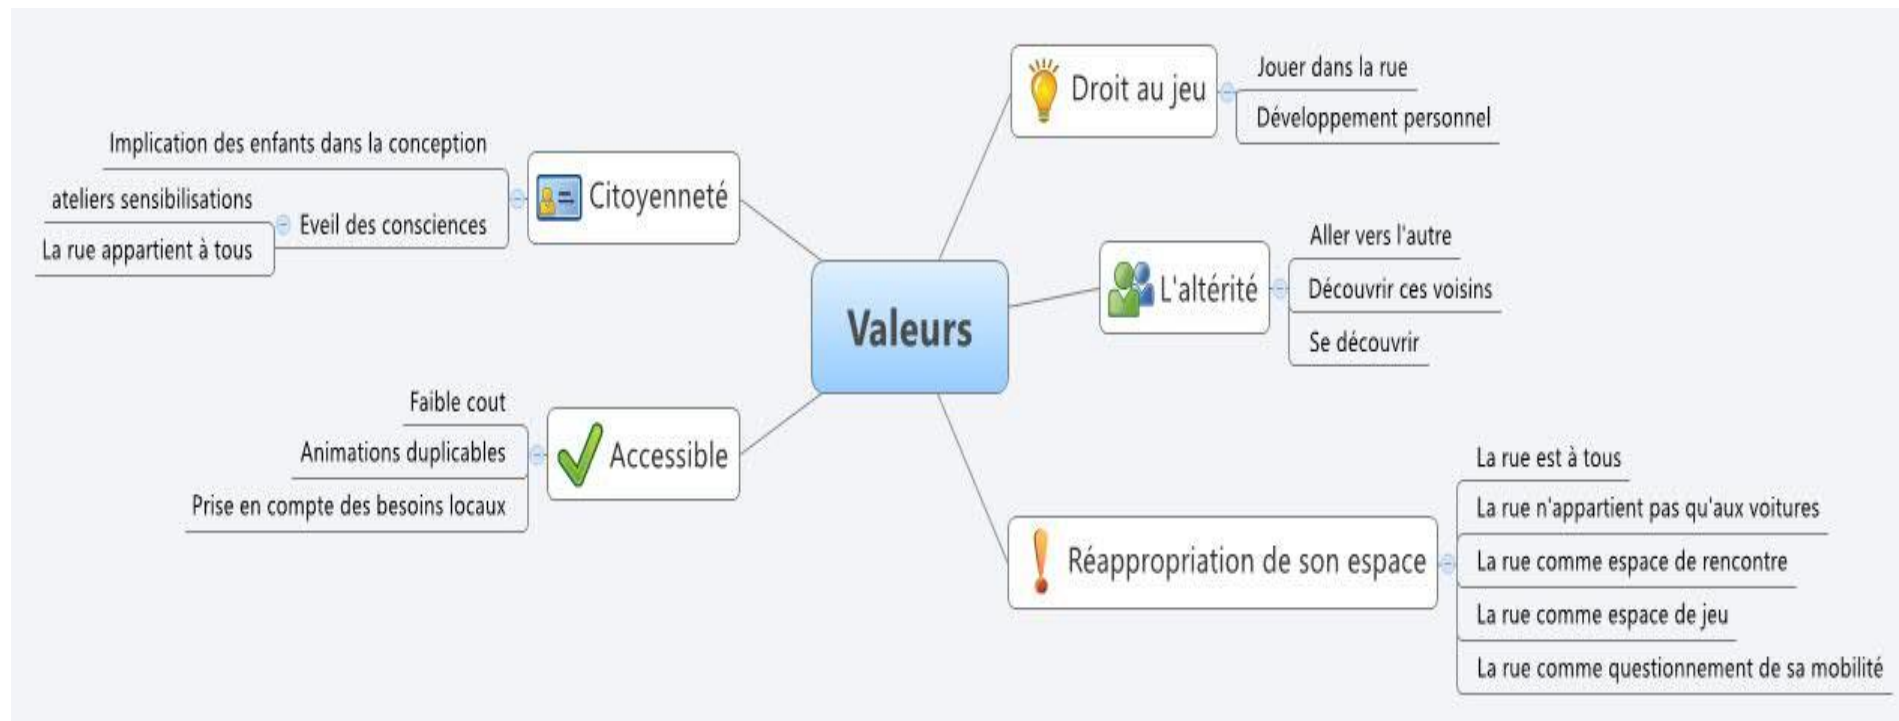 Valeurs
Droit au jeu
Jouer dans la rue
Développement personnel
L'altérité
Aller vers l'autre
Découvrir ces voisins
Se découvrir
Réappropriation de son espace
La rue est à tous
La rue n'appartient pas qu'aux voitures
La rue comme espace de rencontre
La rue comme espace de jeu
La rue comme questionnement de sa mobilité
Citoyenneté
Implication des enfants dans la conception
Eveil des consciences
ateliers sensibilisations
La rue appartient à tous
Accessible
Faible cout
Animations duplicables
Prise en compte des besoins locaux